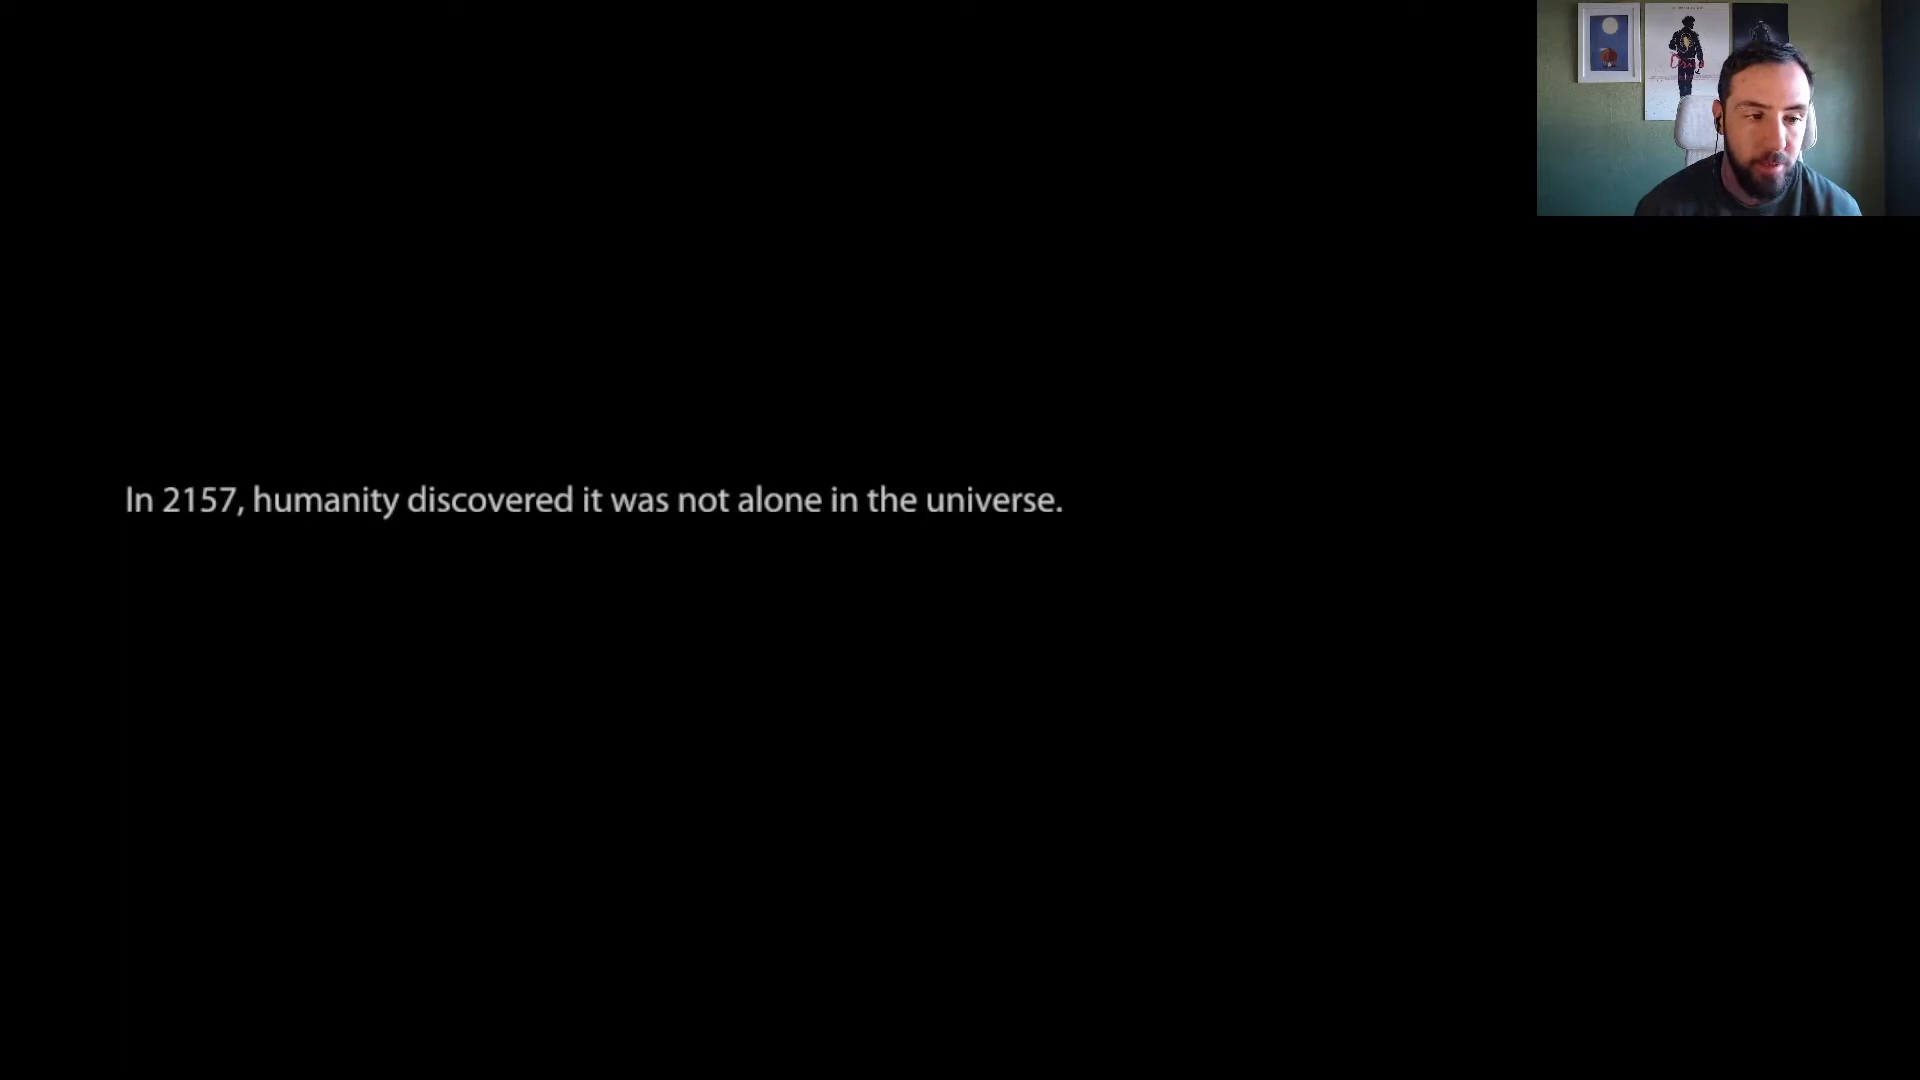 In 2157, humanity discovered it was not alone in the universe.